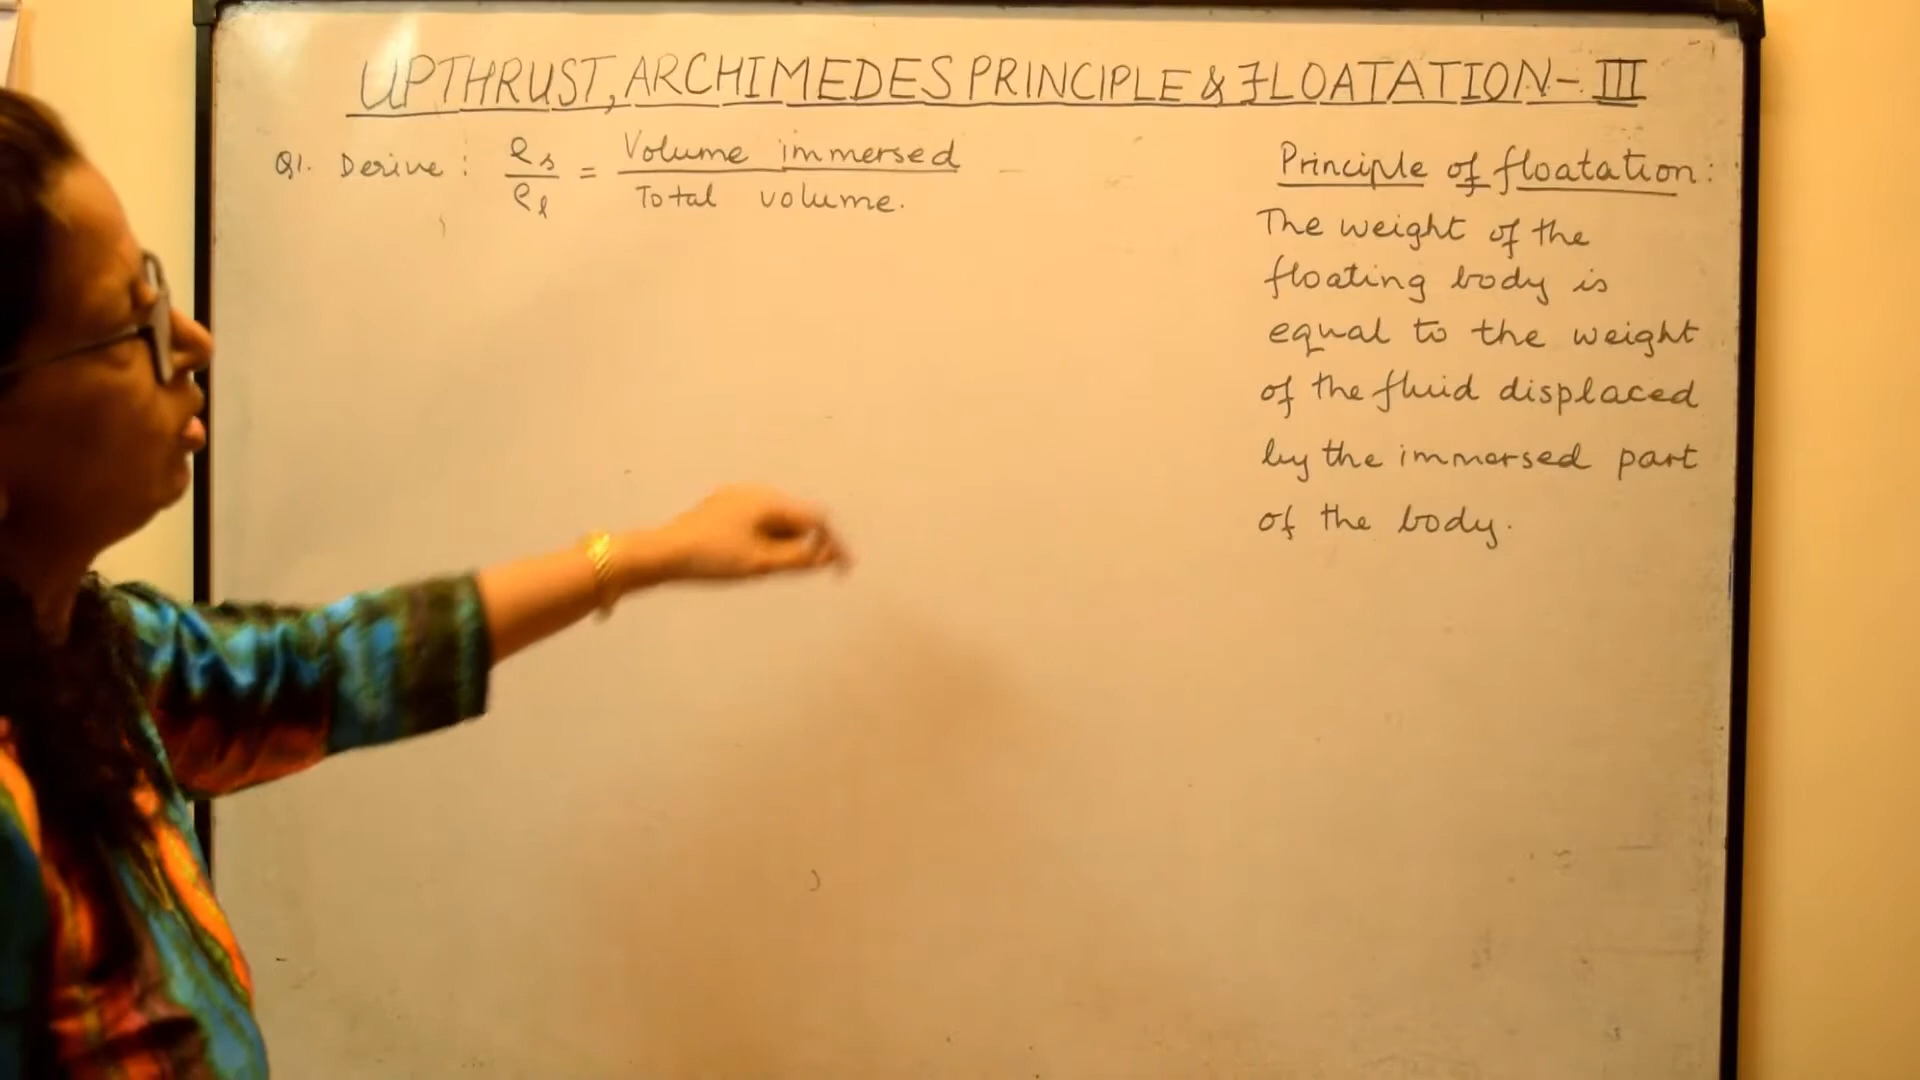 UPTHRUST, ARCHIMEDES PRINCIPLE & FLOATATION - III
Q1. Derive : ρs/ρl = Volume immersed / Total volume.
Principle of floatation :
The weight of the
floating body is
equal to the weight
of the fluid displaced
by the immersed part
of the body.